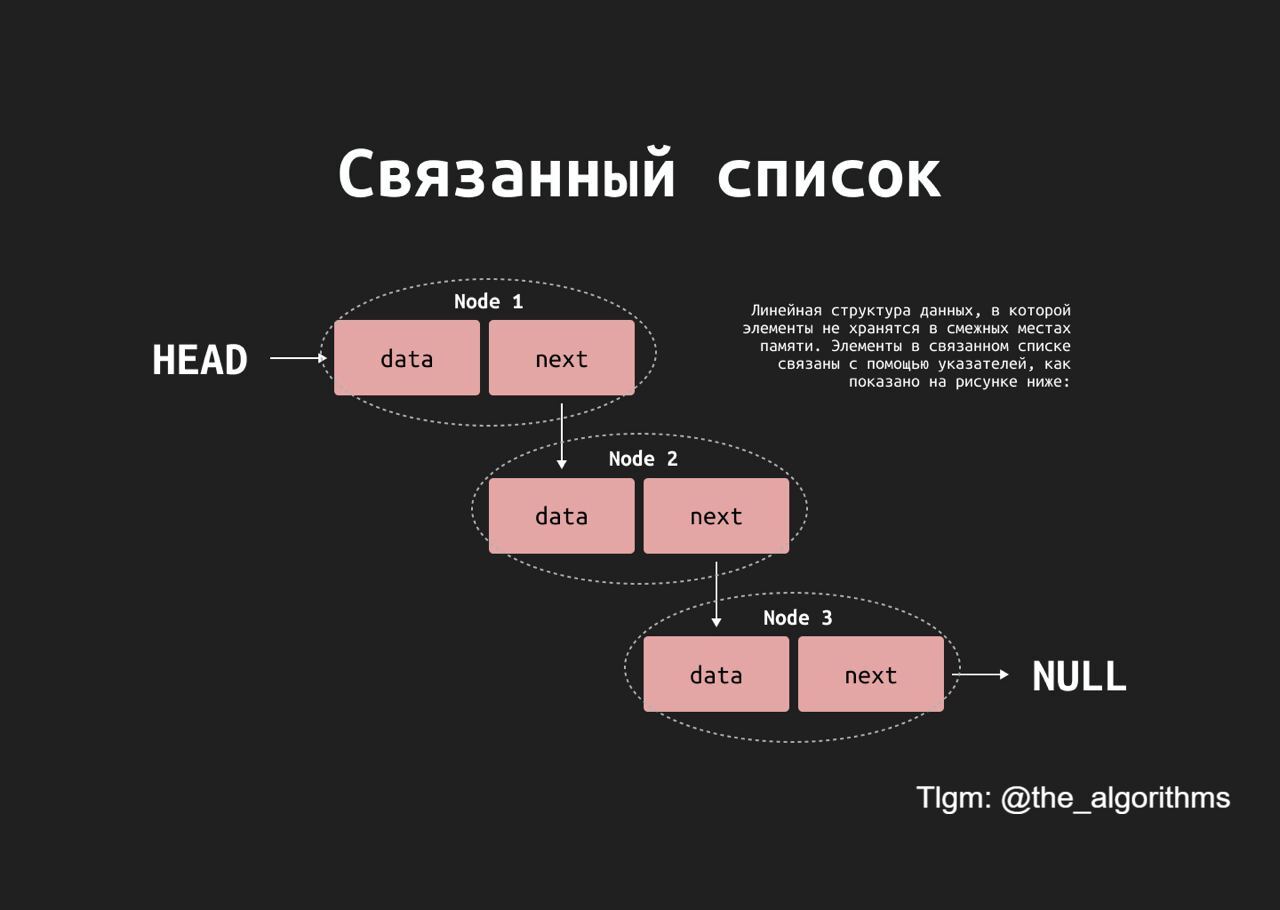 Связанный список
Node 1
HEAD
data
next
Линейная структура данных, в которой
элементы не хранятся в смежных местах
памяти. Элементы в связанном списке
связаны с помощью указателей, как
показано на рисунке ниже:
Node 2
data
next
Node 3
data
next
NULL
Tlgm: @the_algorithms